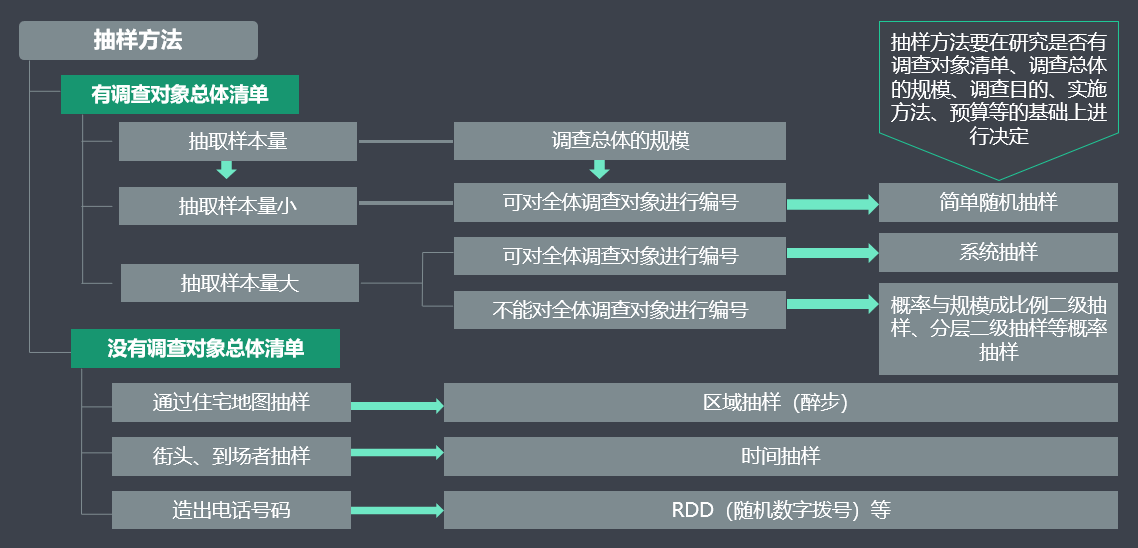 抽样方法
抽样方法要在研究是否有
调查对象清单、调查总体
的规模、调查目的、实施
方法、预算等的基础上进
行决定
有调查对象总体清单
抽取样本量
调查总体的规模
抽取样本量小
可对全体调查对象进行编号
简单随机抽样
抽取样本量大
可对全体调查对象进行编号
系统抽样
不能对全体调查对象进行编号
概率与规模成比例二级抽
样、分层二级抽样等概率
抽样
没有调查对象总体清单
通过住宅地图抽样
区域抽样（醉步）
街头、到场者抽样
时间抽样
造出电话号码
RDD（随机数字拨号）等